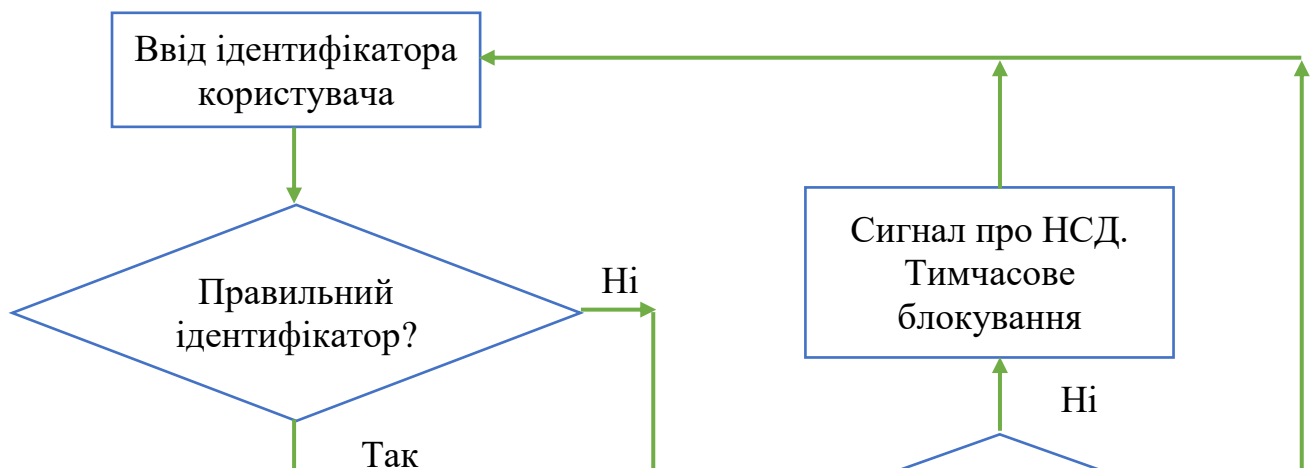 Ввід ідентифікатора
користувача
Сигнал про НСД.
Тимчасове
блокування
Правильний
ідентифікатор?
Ні
Ні
Так